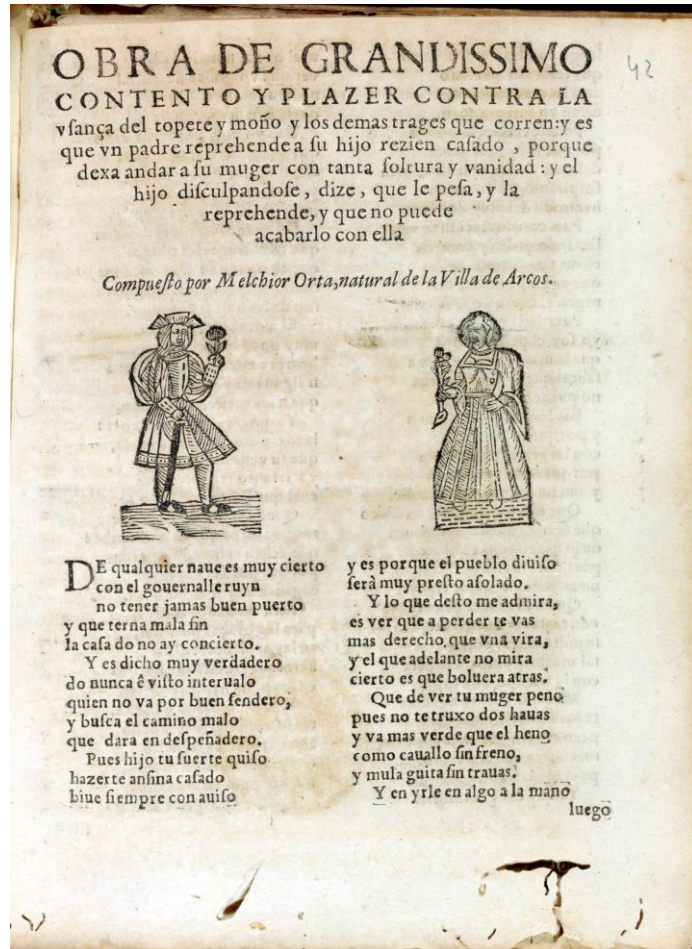 42
OBRA DE GRANDISSIMO
CONTENTO Y PLAZER CONTRA LA
vſança del topete y moño y los demas trages que corren:y es
que vn padre reprehende a ſu hijo rezien caſado , porque
dexa andar a ſu muger con tanta ſoltura y vanidad : y el
hijo diſculpandoſe, dize, que le peſa, y la
reprehende, y que no puede
acabarlo con ella
Compueſto por Melchior Orta,natural de la Villa de Arcos.
DE qualquier naue es muy cierto
con el gouernalle ruyn
no tener jamas buen puerto
y que terna mala fin
la caſa do no ay concierto.
Y es dicho muy verdadero
do nunca ê viſto interualo
quien no va por buen ſendero,
y buſca el camino malo
que dara en deſpeñadero.
Pues hijo tu ſuerte quiſo
hazerte anſina caſado
biue ſiempre con auiſo
y es porque el pueblo diuiſo
ſerà muy preſto aſolado.
Y lo que deſto me admira,
es ver que a perder te vas
mas derecho que vna vira,
y el que adelante no mira
cierto es que boluera atras.
Que de ver tu muger peno
pues no te truxo dos hauas
y va mas verde que el heno
como cauallo ſin freno,
y mula guita ſin trauas.
Y en yrle en algo a la mano
luego